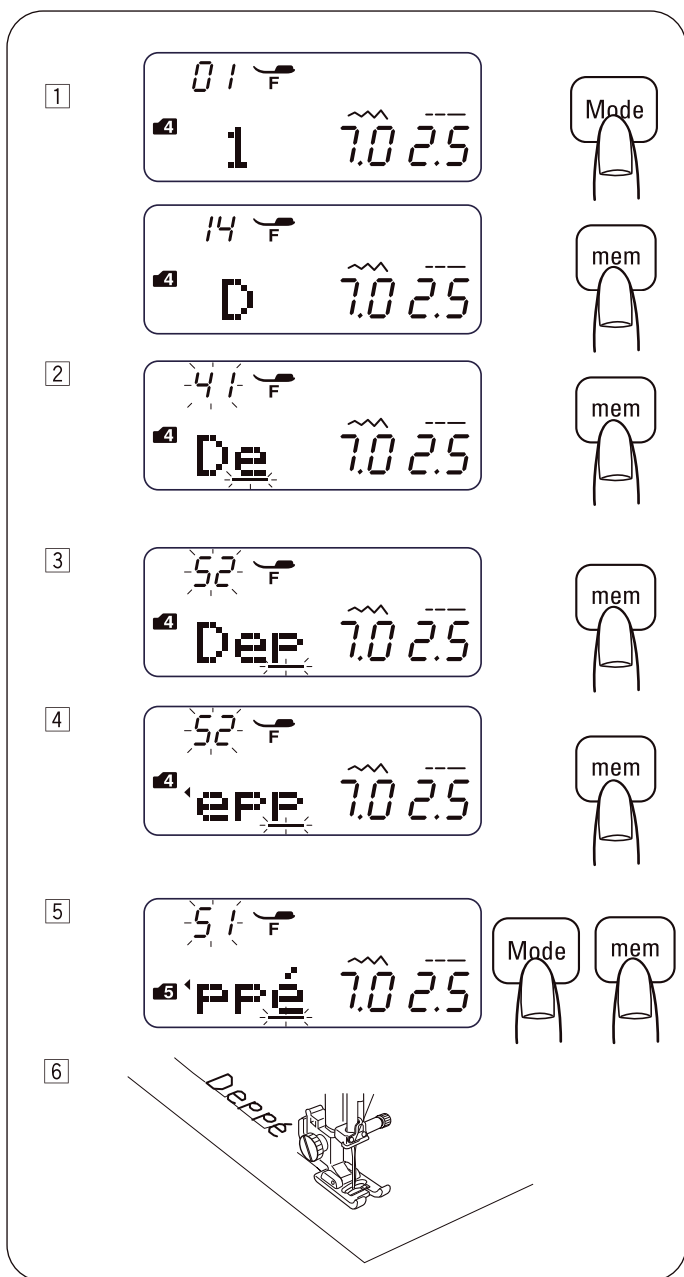 1
01 F
4 1 7.0 2.5
Mode
14 F
4 D 7.0 2.5
mem
2
41 F
4 De 7.0 2.5
mem
3
52 F
4 Dep 7.0 2.5
mem
4
52 F
4 epp 7.0 2.5
mem
5
51 F
5 ppé 7.0 2.5
Mode mem
6
Deppé